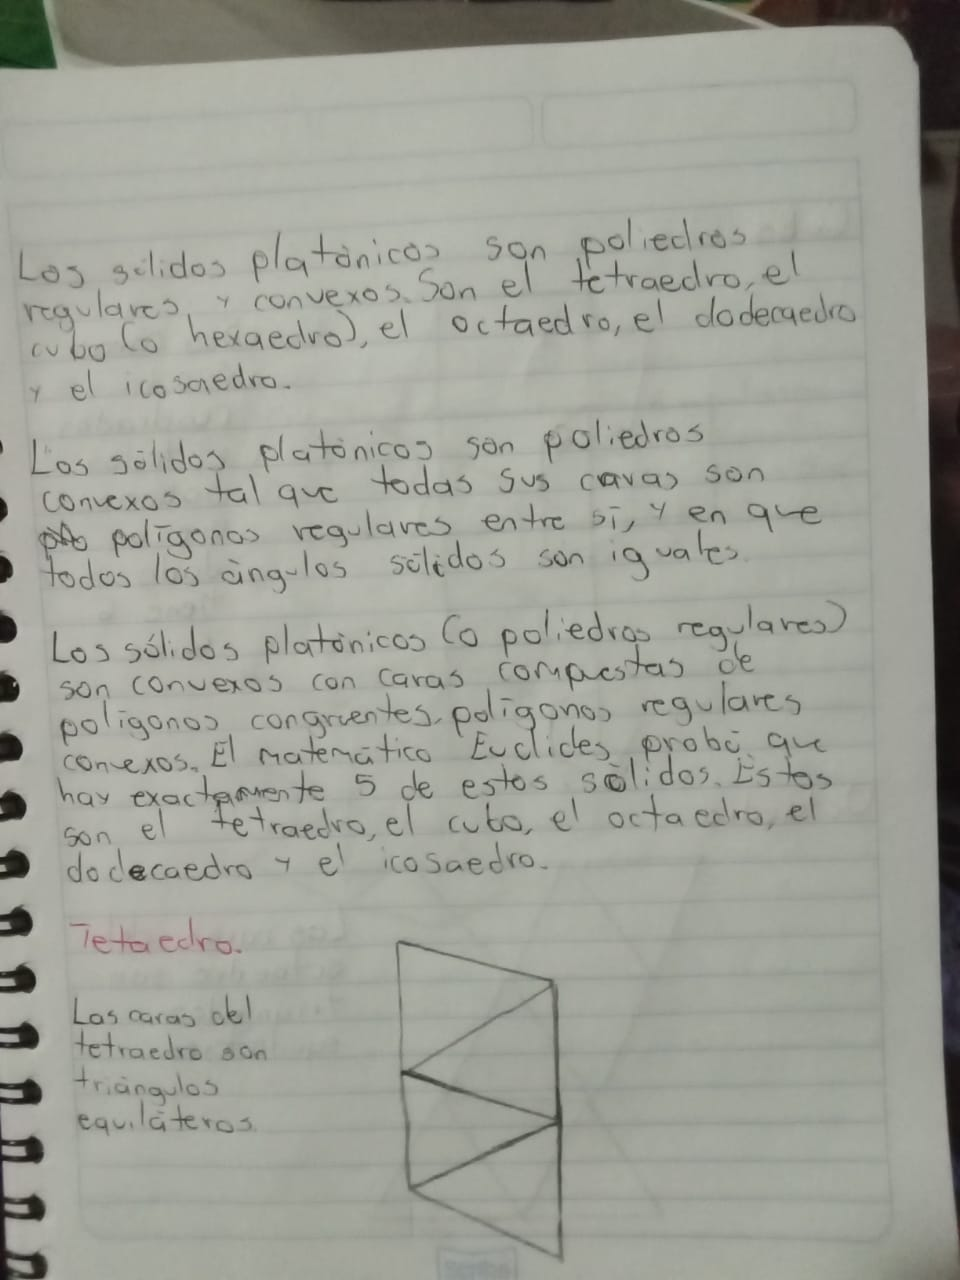 Los sólidos platónicos son poliedros
regulares y convexos. Son el tetraedro, el
cubo (o hexaedro), el octaedro, el dodecaedro
y el icosaedro.
Los sólidos platónicos son poliedros
convexos tal que todas sus caras son
polígonos regulares entre sí, y en que
todos los ángulos sólidos son iguales.
Los sólidos platónicos (o poliedros regulares)
son convexos con caras compuestas de
polígonos congruentes, polígonos regulares
convexos. El matemático Euclides probó que
hay exactamente 5 de estos sólidos. Estos
son el tetraedro, el cubo, el octaedro, el
dodecaedro y el icosaedro.
Tetaedro.
Las caras del
tetraedro son
triángulos
equiláteros.